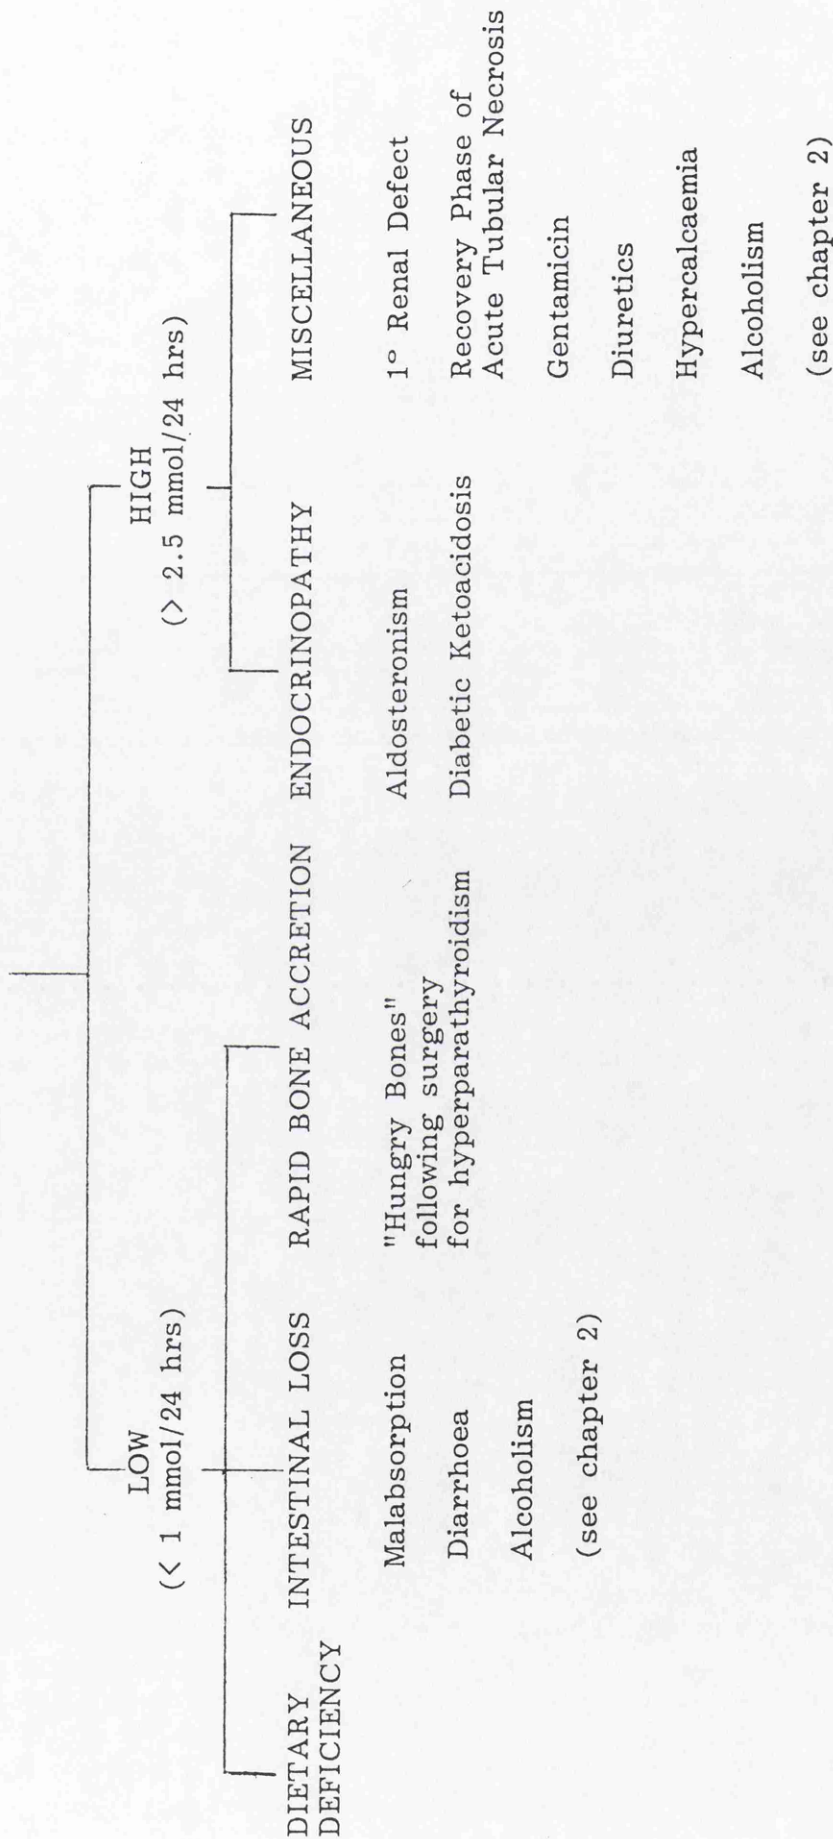 LOW
(< 1 mmol/24 hrs)
HIGH
(> 2.5 mmol/24 hrs)
DIETARY
DEFICIENCY
INTESTINAL LOSS
Malabsorption
Diarrhoea
Alcoholism
(see chapter 2)
RAPID BONE ACCRETION
"Hungry Bones"
following surgery
for hyperparathyroidism
ENDOCRINOPATHY
Aldosteronism
Diabetic Ketoacidosis
MISCELLANEOUS
1° Renal Defect
Recovery Phase of
Acute Tubular Necrosis
Gentamicin
Diuretics
Hypercalcaemia
Alcoholism
(see chapter 2)